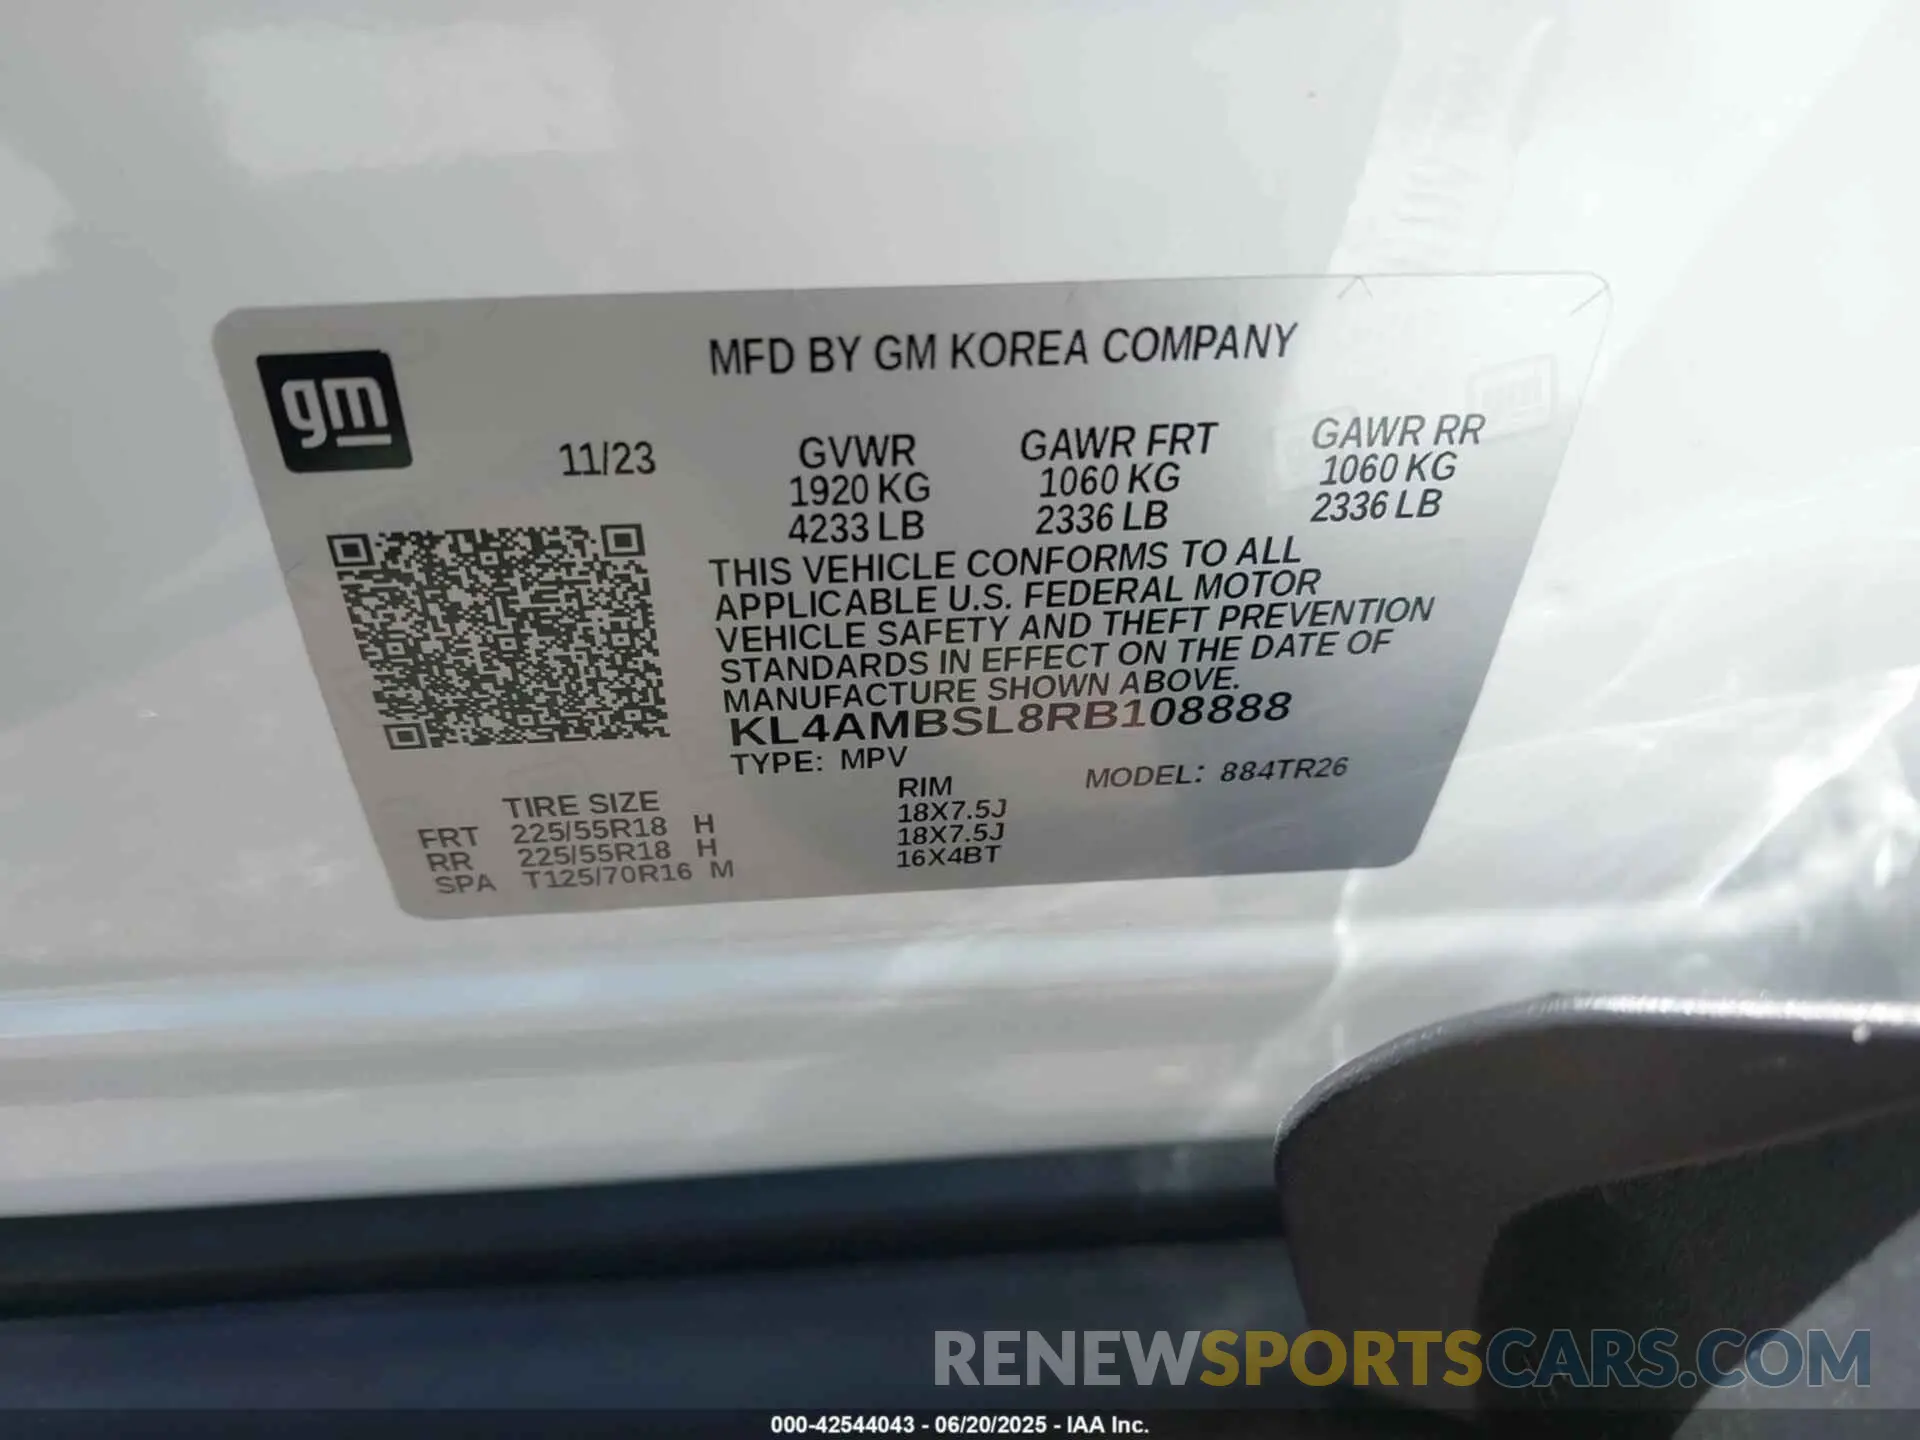 MFD BY GM KOREA COMPANY
gm
11/23
GVWR GAWR FRT GAWR RR
1920 KG 1060 KG 1060 KG
4233 LB 2336 LB 2336 LB
THIS VEHICLE CONFORMS TO ALL
APPLICABLE U.S. FEDERAL MOTOR
VEHICLE SAFETY AND THEFT PREVENTION
STANDARDS IN EFFECT ON THE DATE OF
MANUFACTURE SHOWN ABOVE.
KL4AMBSL8RB108888
TYPE: MPV
MODEL: 884TR26
TIRE SIZE RIM
FRT 225/55R18 H 18X7.5J
RR 225/55R18 H 18X7.5J
SPA T125/70R16 M 16X4BT
RENEWSPORTSCARS.COM
000-42544043 - 06/20/2025 - IAA Inc.